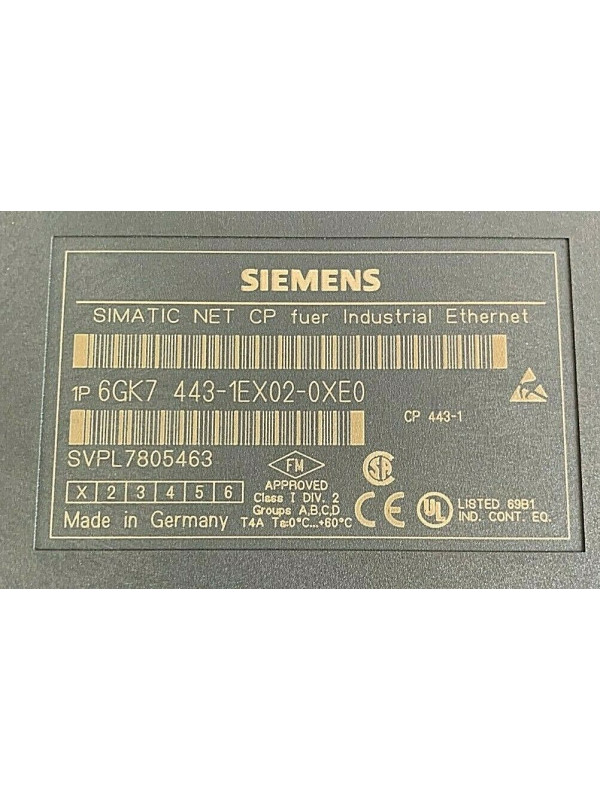 SIEMENS
SIMATIC NET CP fuer Industrial Ethernet
1P 6GK7 443-1EX02-0XE0
CP 443-1
SVPL7805463
FM
APPROVED
Class I DIV. 2
Groups A,B,C,D
T4A Ta=0°C...+60°C
SA
CE
UL
LISTED 69B1
IND. CONT. EQ.
X 2 3 4 5 6
Made in Germany